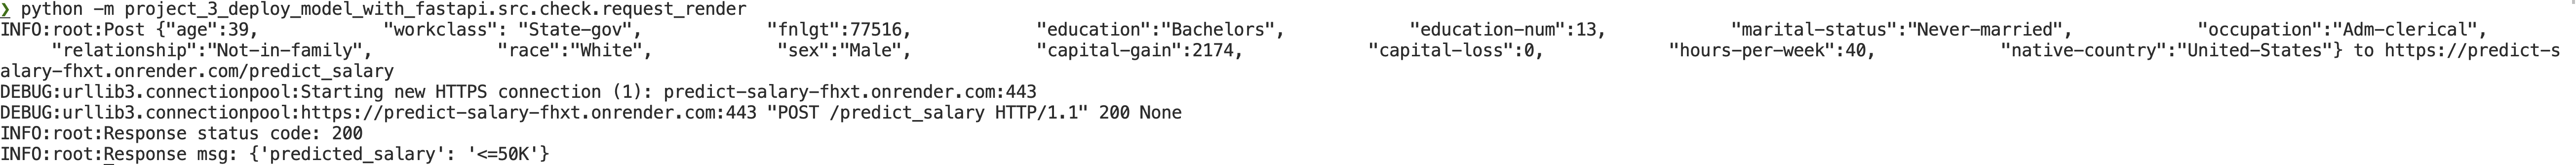 ❯ python -m project_3_deploy_model_with_fastapi.src.check.request_render
INFO:root:Post {"age":39,            "workclass": "State-gov",            "fnlgt":77516,            "education":"Bachelors",            "education-num":13,            "marital-status":"Never-married",            "occupation":"Adm-clerical",
     "relationship":"Not-in-family",            "race":"White",            "sex":"Male",            "capital-gain":2174,            "capital-loss":0,            "hours-per-week":40,            "native-country":"United-States"} to https://predict-s
alary-fhxt.onrender.com/predict_salary
DEBUG:urllib3.connectionpool:Starting new HTTPS connection (1): predict-salary-fhxt.onrender.com:443
DEBUG:urllib3.connectionpool:https://predict-salary-fhxt.onrender.com:443 "POST /predict_salary HTTP/1.1" 200 None
INFO:root:Response status code: 200
INFO:root:Response msg: {'predicted_salary': '<=50K'}